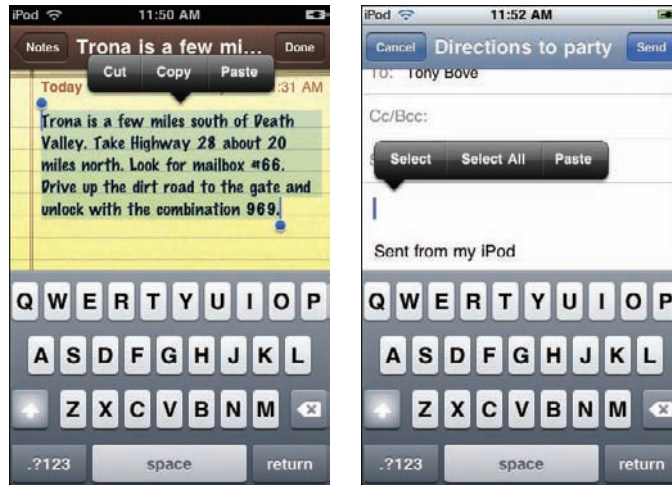 iPod 11:50 AM
Notes Trona is a few mi... Done
Cut Copy Paste
Today :31 AM
Trona is a few miles south of Death
Valley. Take Highway 28 about 20
miles north. Look for mailbox #66.
Drive up the dirt road to the gate and
unlock with the combination 969.
Q W E R T Y U I O P
A S D F G H J K L
Z X C V B N M
.?123 space return
iPod 11:52 AM
Cancel Directions to party Send
To: Tony Bove
Cc/Bcc:
Select Select All Paste
Sent from my iPod
Q W E R T Y U I O P
A S D F G H J K L
Z X C V B N M
.?123 space return